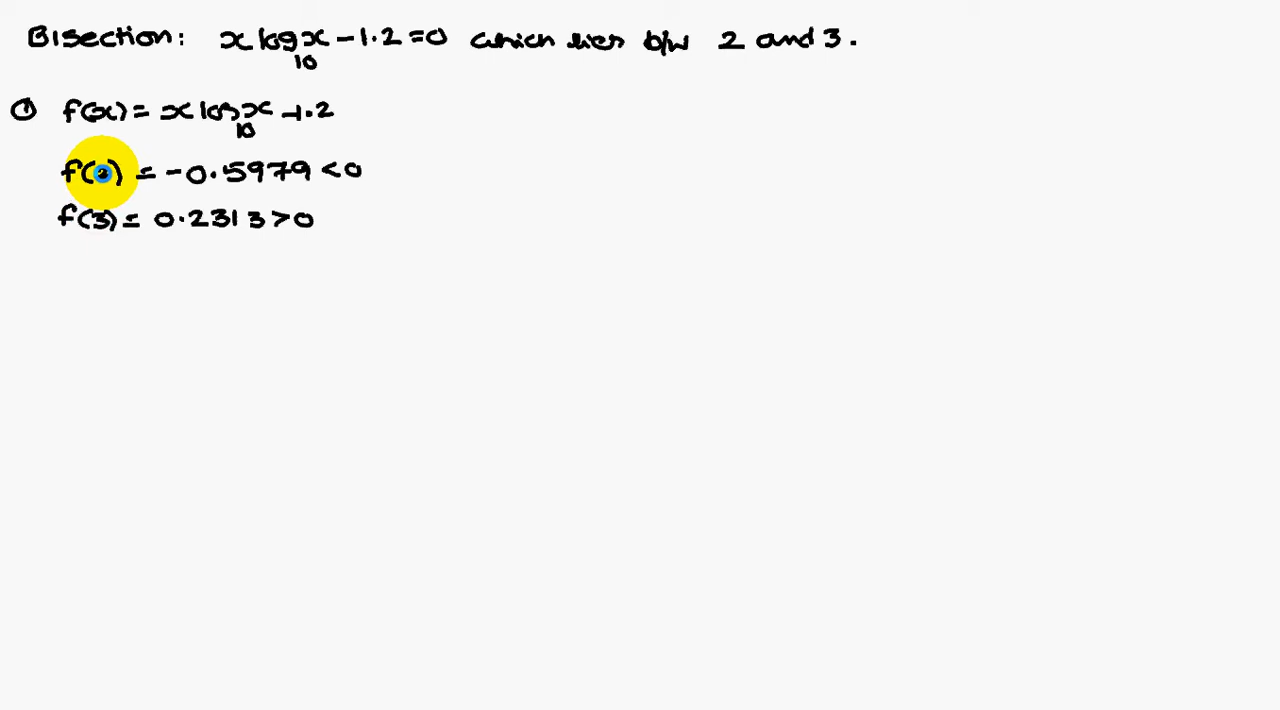 Bisection: x log x - 1.2 = 0 which lies b/w 2 and 3.
10
① f(x) = x log x - 1.2
10
f(2) = -0.5979 < 0
f(3) = 0.2313 > 0